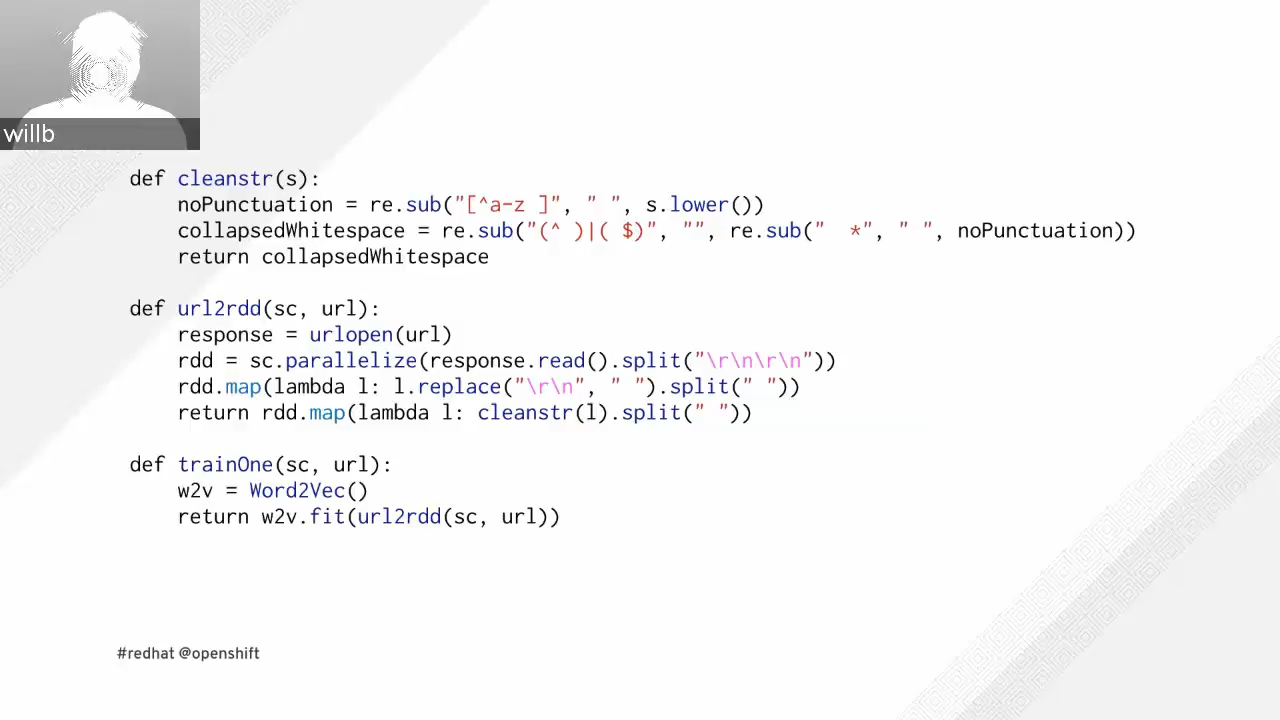 willb
def cleanstr(s):
    noPunctuation = re.sub("[^a-z ]", " ", s.lower())
    collapsedWhitespace = re.sub("(^ )|( $)", "", re.sub("  *", " ", noPunctuation))
    return collapsedWhitespace
def url2rdd(sc, url):
    response = urlopen(url)
    rdd = sc.parallelize(response.read().split("\r\n\r\n"))
    rdd.map(lambda l: l.replace("\r\n", " ").split(" "))
    return rdd.map(lambda l: cleanstr(l).split(" "))
def trainOne(sc, url):
    w2v = Word2Vec()
    return w2v.fit(url2rdd(sc, url))
#redhat @openshift